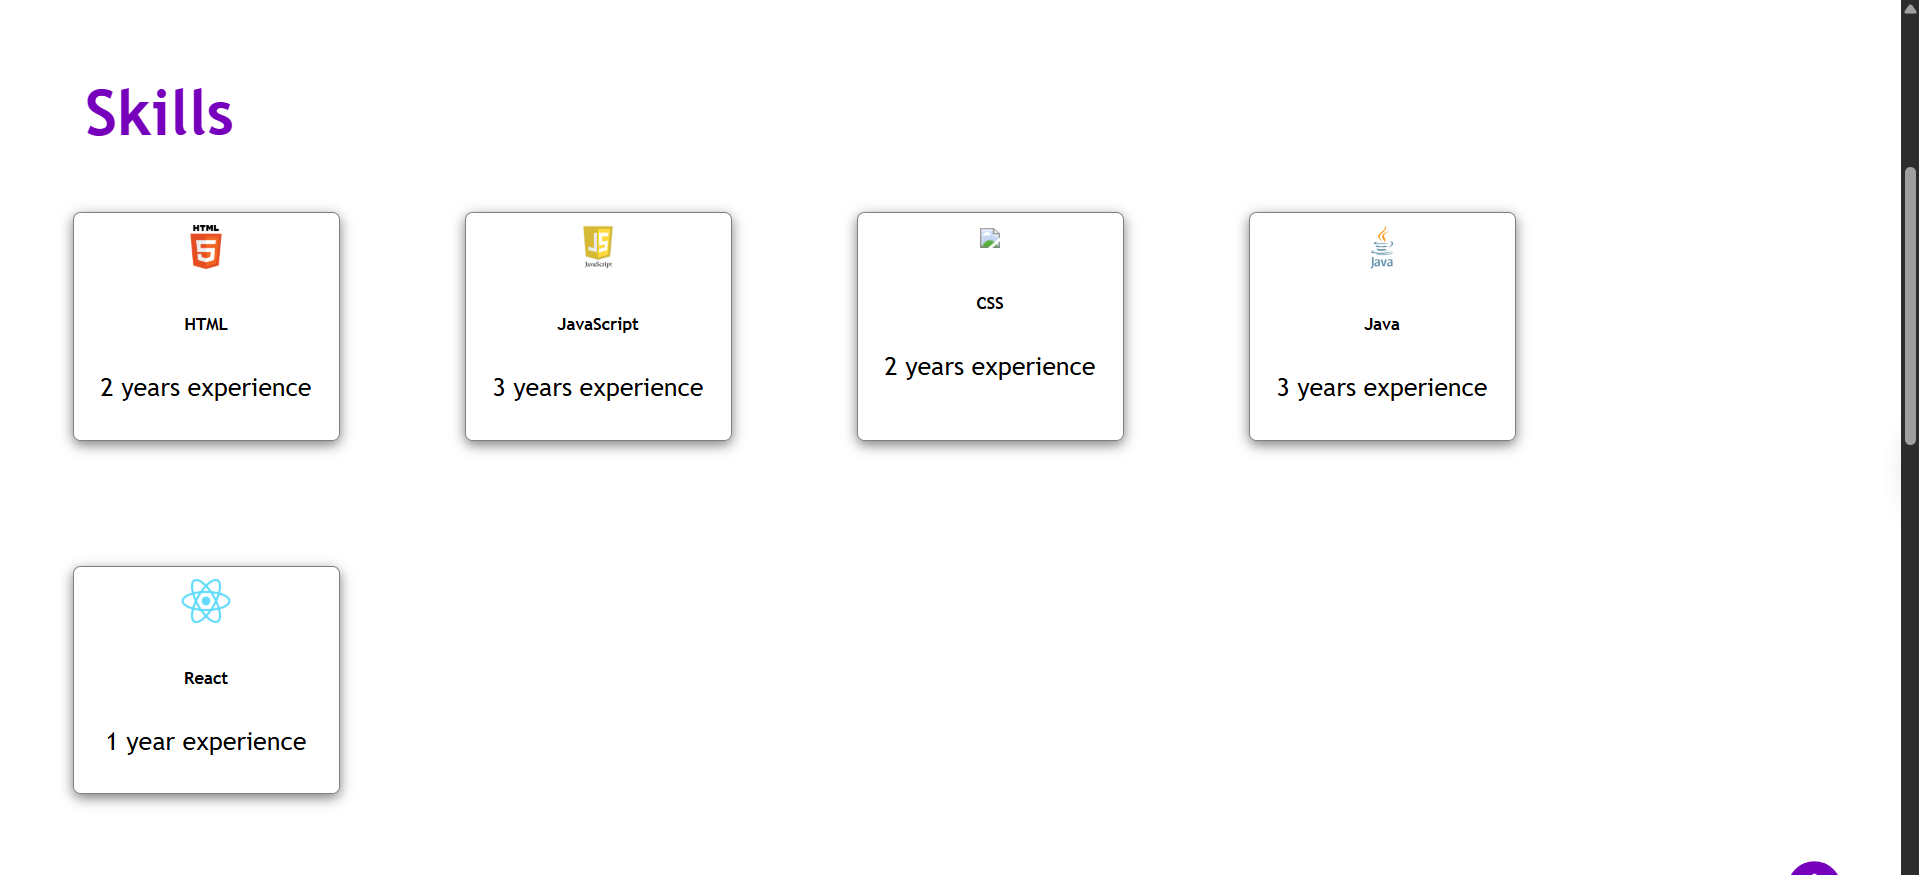 Skills
HTML
HTML
2 years experience
JS
JavaScript
JavaScript
3 years experience
CSS
2 years experience
Java
Java
3 years experience
React
1 year experience